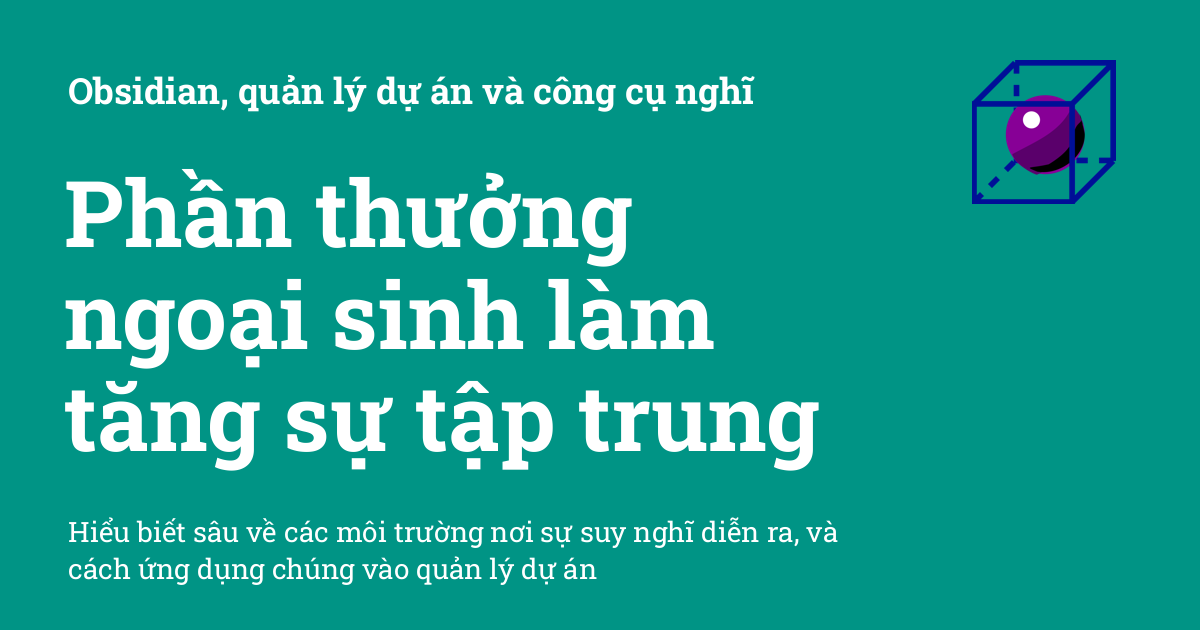 Obsidian, quản lý dự án và công cụ nghĩ
Phần thưởng
ngoại sinh làm
tăng sự tập trung
Hiểu biết sâu về các môi trường nơi sự suy nghĩ diễn ra, và
cách ứng dụng chúng vào quản lý dự án